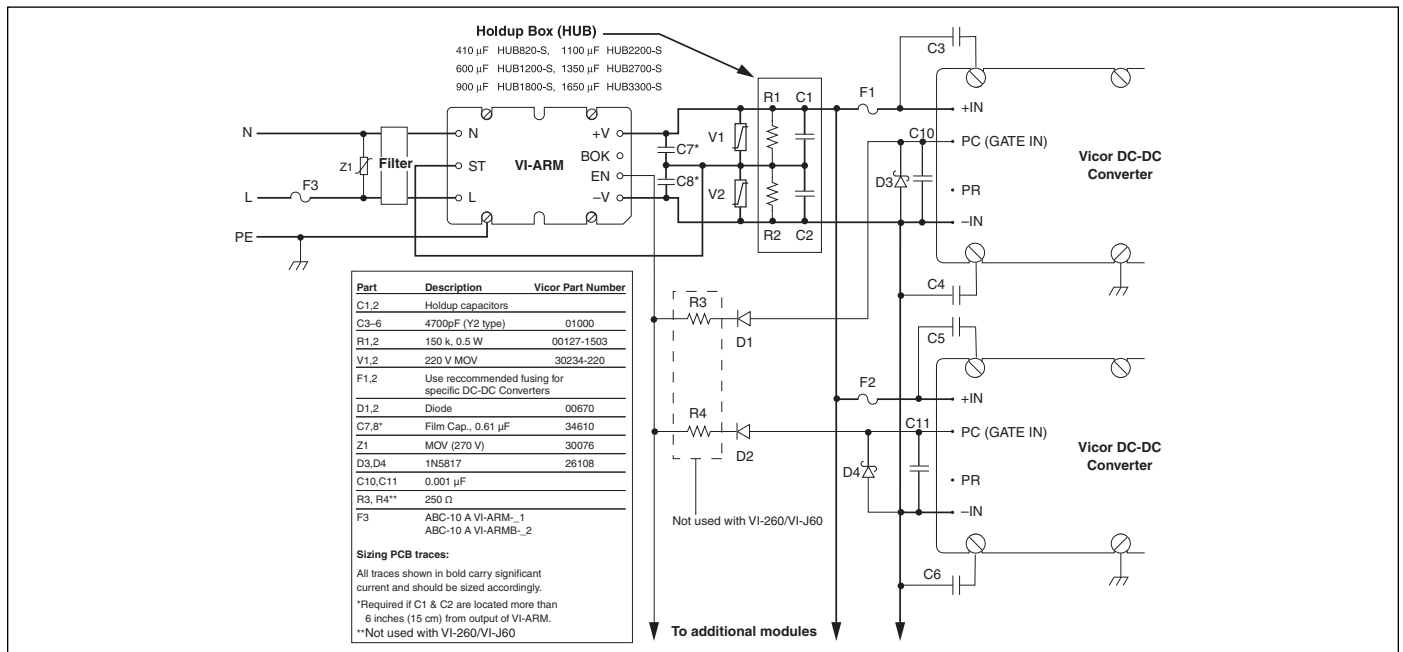 Holdup Box (HUB)
410 µF HUB820-S, 1100 µF HUB2200-S
600 µF HUB1200-S, 1350 µF HUB2700-S
900 µF HUB1800-S, 1650 µF HUB3300-S
N
Z1
Filter
L
F3
PE
N
ST
L
VI-ARM
+V
BOK
EN
–V
C7*
C8*
V1
V2
R1
C1
R2
C2
F1
C3
+IN
C10
PC (GATE IN)
D3
PR
–IN
Vicor DC-DC
Converter
C4
R3
D1
C5
F2
+IN
R4
D2
C11
PC (GATE IN)
D4
PR
–IN
Vicor DC-DC
Converter
C6
Not used with VI-260/VI-J60
To additional modules
Part Description Vicor Part Number
C1,2 Holdup capacitors
C3–6 4700pF (Y2 type) 01000
R1,2 150 k, 0.5 W 00127-1503
V1,2 220 V MOV 30234-220
F1,2 Use reccommended fusing for
specific DC-DC Converters
D1,2 Diode 00670
C7,8* Film Cap., 0.61 µF 34610
Z1 MOV (270 V) 30076
D3,D4 1N5817 26108
C10,C11 0.001 µF
R3, R4** 250 Ω
F3 ABC-10 A VI-ARM-_1
ABC-10 A VI-ARMB-_2
Sizing PCB traces:
All traces shown in bold carry significant
current and should be sized accordingly.
*Required if C1 & C2 are located more than
6 inches (15 cm) from output of VI-ARM.
**Not used with VI-260/VI-J60